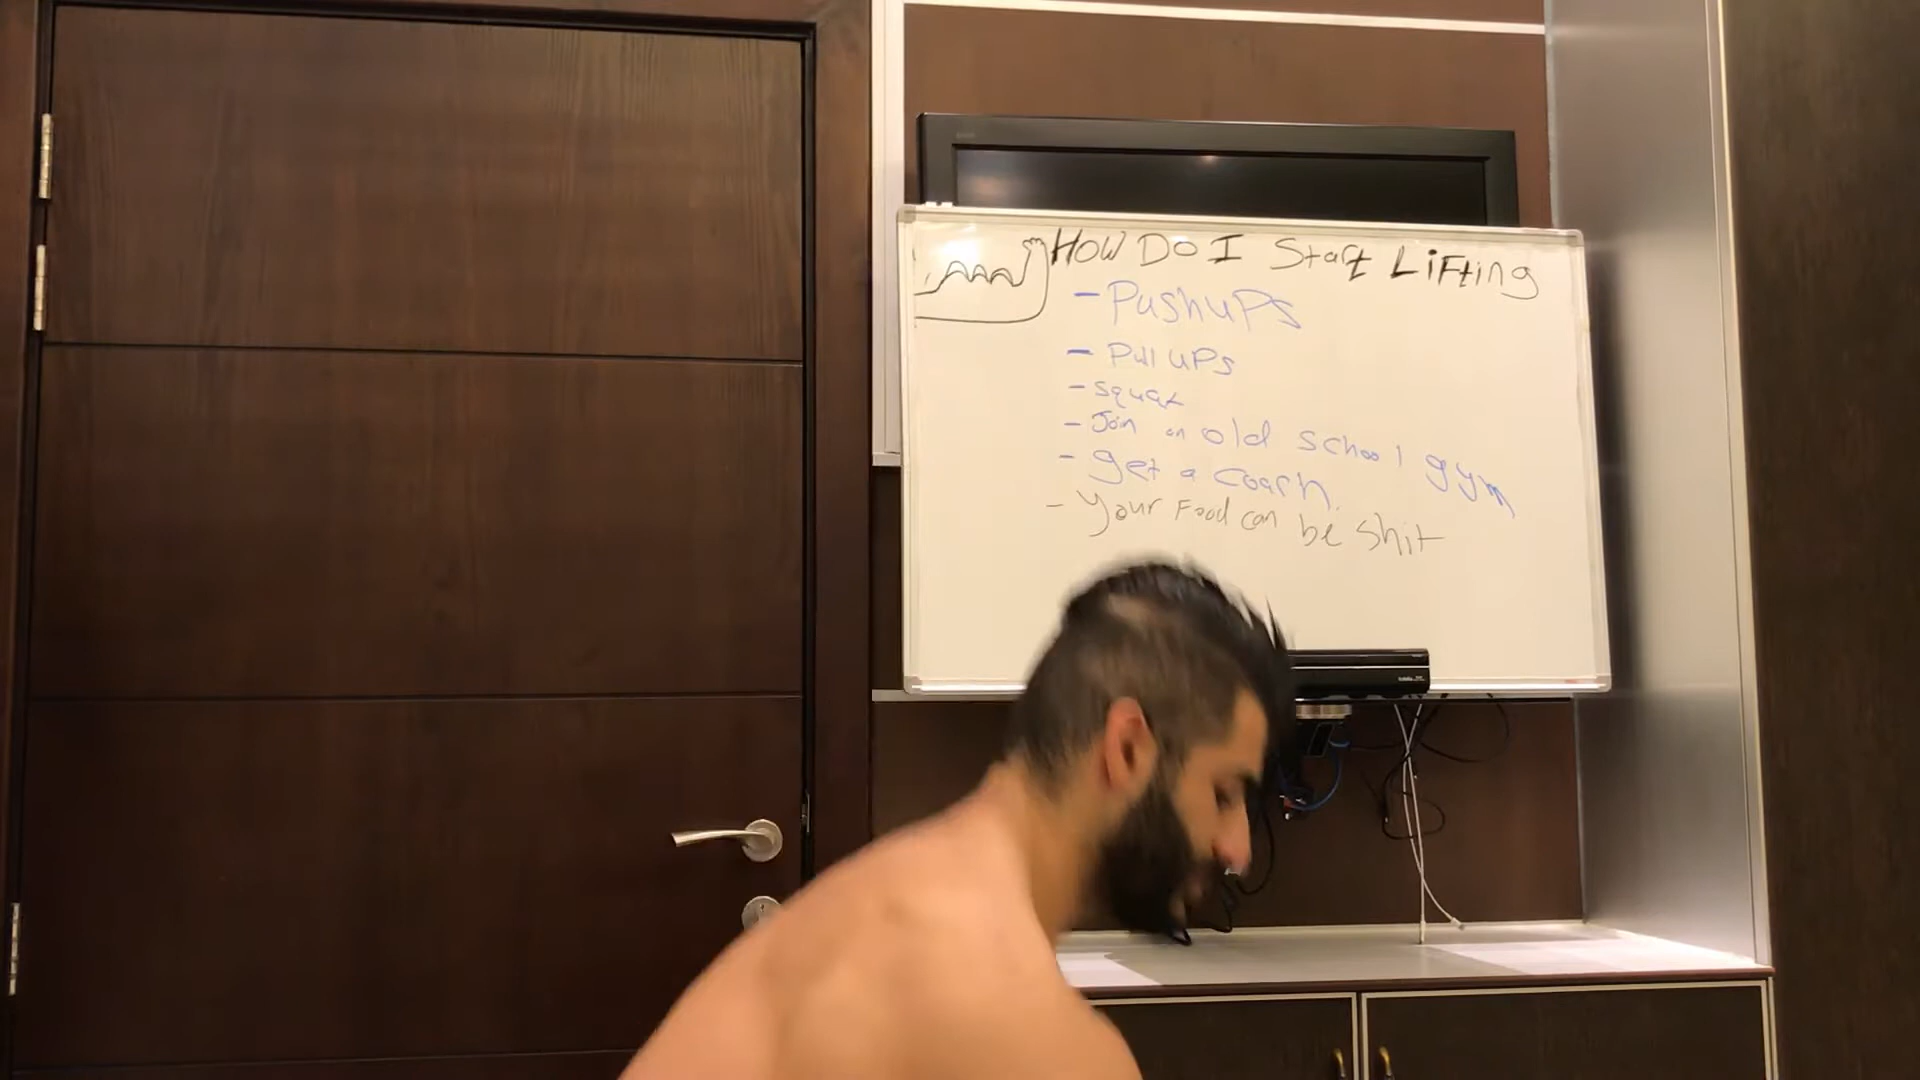 HOW DO I Start Lifting
- PushUPs
- Pull UPs
- squat
- Join an old school gym
- get a coach
- Your Food can be shit